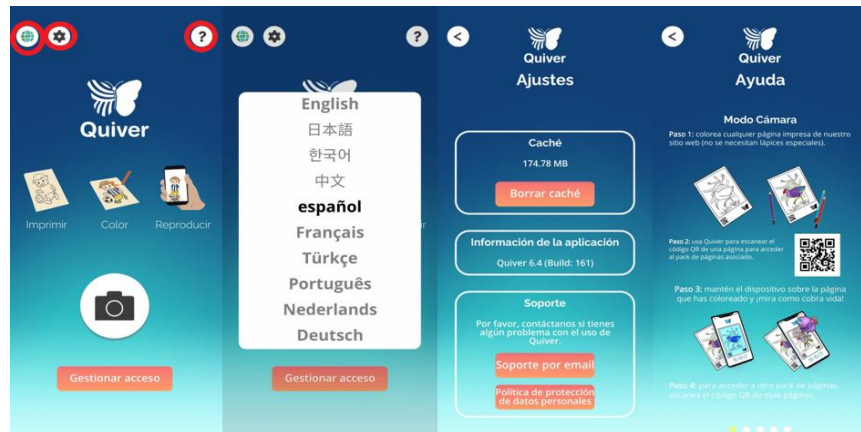 ?
Quiver
Imprimir
Color
Reproducir
Gestionar acceso
?
English
日本語
한국어
中文
español
Français
Türkçe
Português
Nederlands
Deutsch
Gestionar acceso
<
Quiver
Ajustes
Caché
174.78 MB
Borrar caché
Información de la aplicación
Quiver 6.4 (Build: 161)
Soporte
Por favor, contáctanos si tienes
algún problema con el uso de
Quiver.
Soporte por email
Política de protección
de datos personales
<
Quiver
Ayuda
Modo Cámara
Paso 1: colorea cualquier página impresa de nuestro
sitio web (no se necesitan lápices especiales).
Paso 2: usa Quiver para escanear el
código QR de una página para acceder
al pack de páginas asociado.
Paso 3: mantén el dispositivo sobre la página
que has coloreado y ¡mira como cobra vida!
Paso 4: para acceder a otro pack de páginas,
escanea el código QR de esas páginas.